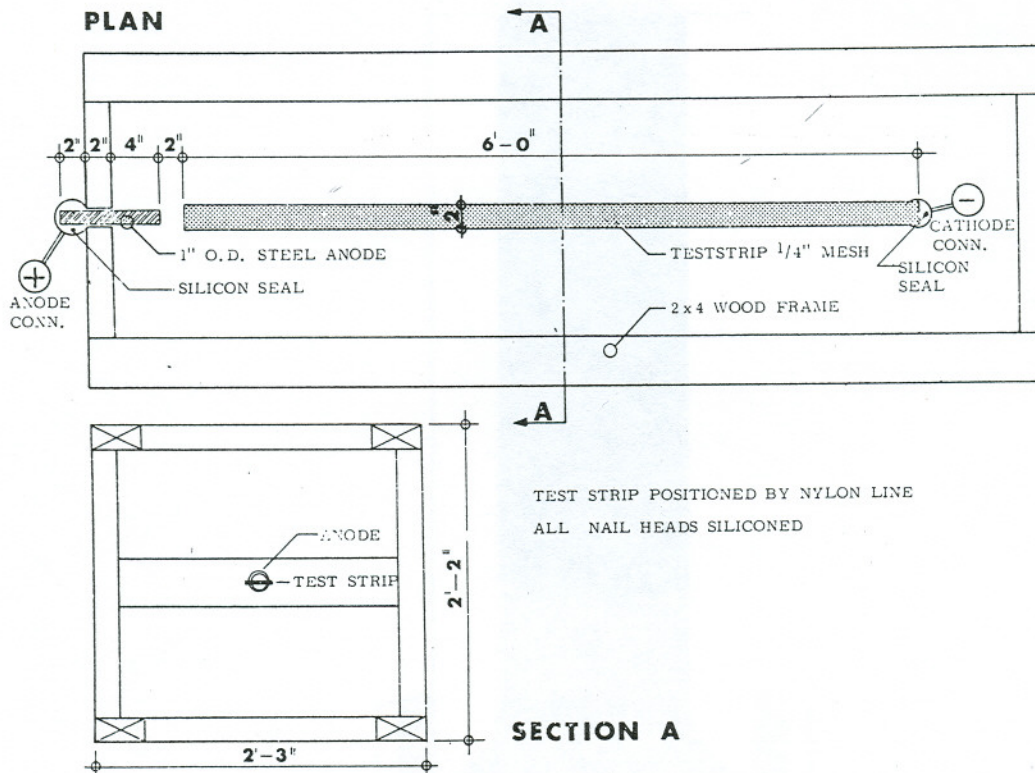 PLAN
A
2" 2" 4" 2" 6'-0"
2"
−
CATHODE
CONN.
1" O.D. STEEL ANODE
TESTSTRIP 1/4" MESH
SILICON
SEAL
+
SILICON SEAL
ANODE
CONN.
2x4 WOOD FRAME
A
TEST STRIP POSITIONED BY NYLON LINE
ALL NAIL HEADS SILICONED
ANODE
TEST STRIP
2'-2"
SECTION A
2'-3"